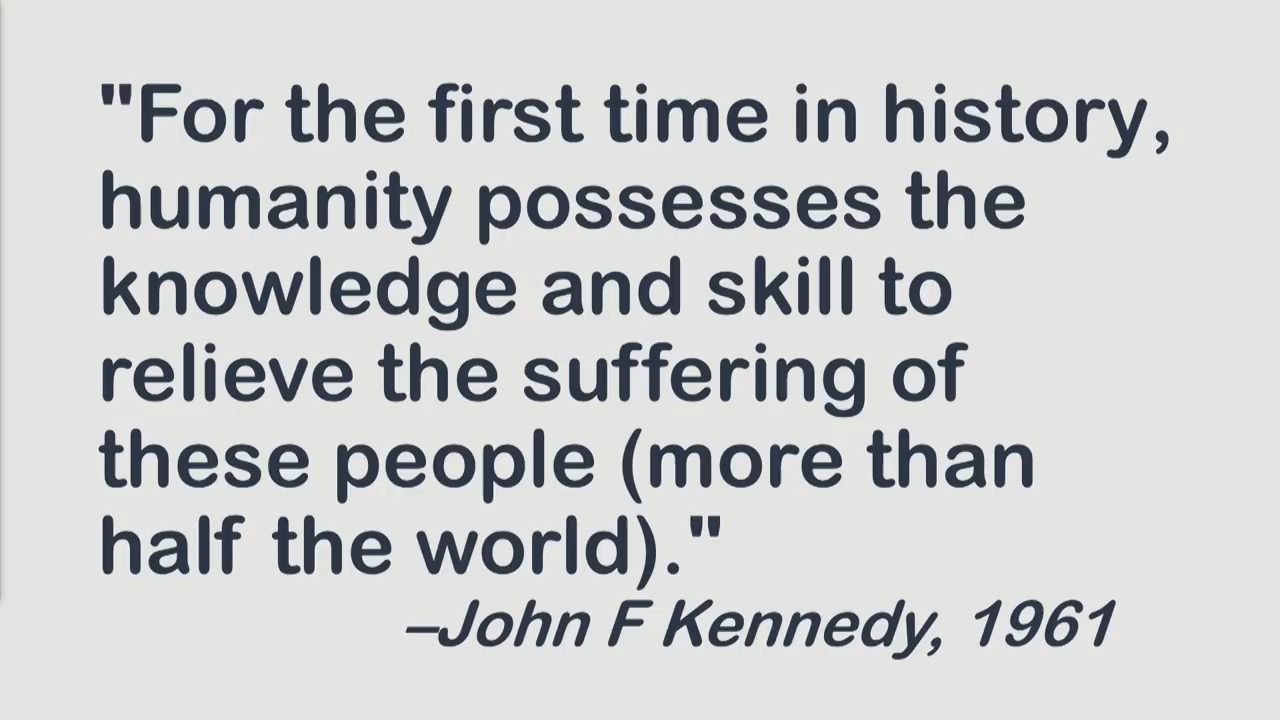 "For the first time in history,
humanity possesses the
knowledge and skill to
relieve the suffering of
these people (more than
half the world)."
–John F Kennedy, 1961